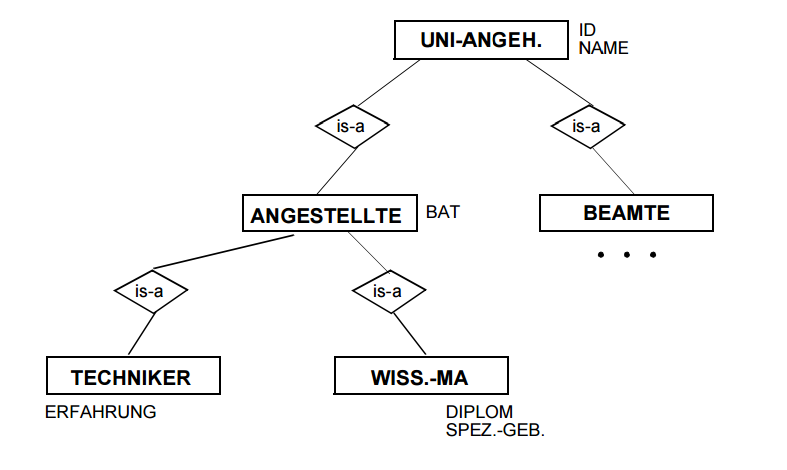 UNI-ANGEH.
ID
NAME
is-a
is-a
ANGESTELLTE
BAT
BEAMTE
. . .
is-a
is-a
TECHNIKER
WISS.-MA
ERFAHRUNG
DIPLOM
SPEZ.-GEB.